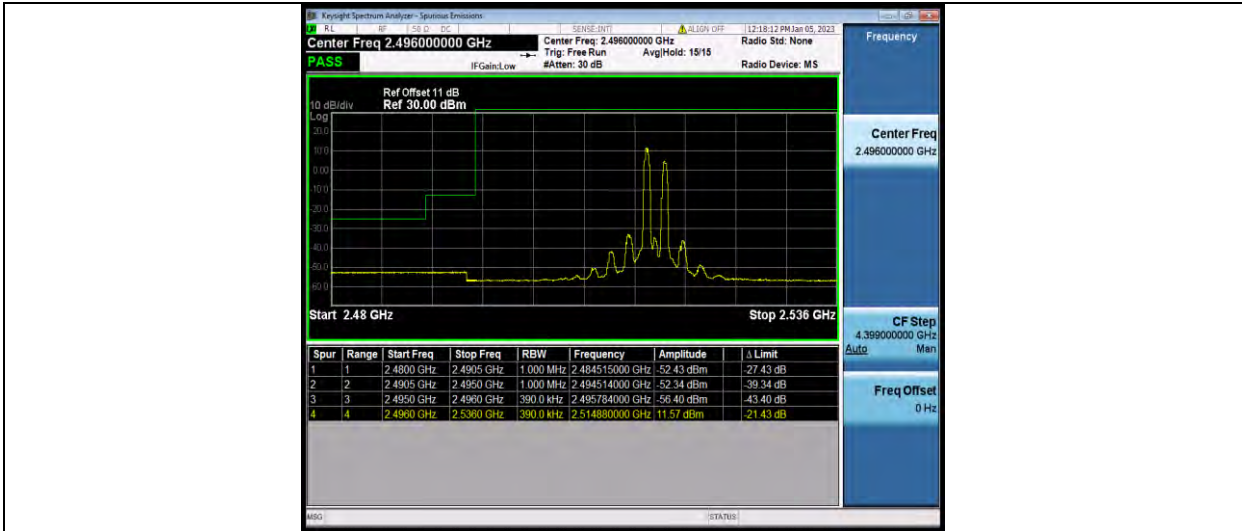 Keysight Spectrum Analyzer - Spurious Emissions
RL RF 50 Ω DC SENSE:INT ALIGN OFF 12:18:12 PM Jan 05, 2023
Center Freq 2.496000000 GHz
Center Freq: 2.496000000 GHz
Radio Std: None
Trig: Free Run Avg|Hold: 15/15
PASS
IFGain:Low
#Atten: 30 dB
Radio Device: MS
Ref Offset 11 dB
10 dB/div Ref 30.00 dBm
Log
20.0
10.0
0.00
-10.0
-20.0
-30.0
-40.0
-50.0
-60.0
Start 2.48 GHz Stop 2.536 GHz
Spur Range Start Freq Stop Freq RBW Frequency Amplitude Δ Limit
1 1 2.4800 GHz 2.4905 GHz 1.000 MHz 2.484515000 GHz -52.43 dBm -27.43 dB
2 2 2.4905 GHz 2.4950 GHz 1.000 MHz 2.494514000 GHz -52.34 dBm -39.34 dB
3 3 2.4950 GHz 2.4960 GHz 390.0 kHz 2.495784000 GHz -56.40 dBm -43.40 dB
4 4 2.4960 GHz 2.5360 GHz 390.0 kHz 2.514880000 GHz 11.57 dBm -21.43 dB
MSG STATUS
Frequency
Center Freq
2.496000000 GHz
CF Step
4.399000000 GHz
Auto Man
Freq Offset
0 Hz